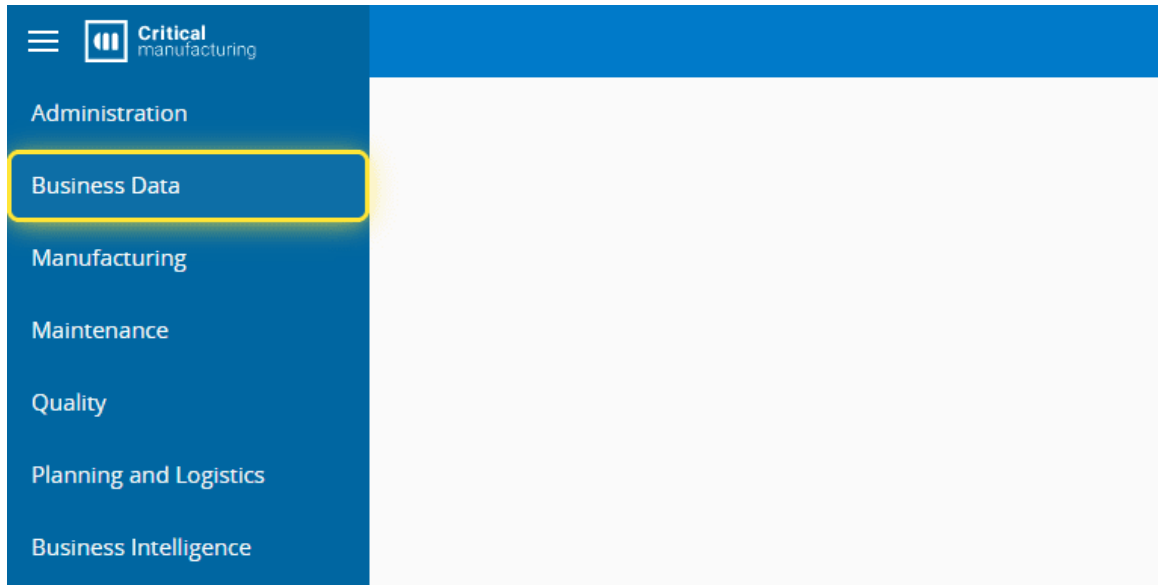 Critical
manufacturing
Administration
Business Data
Manufacturing
Maintenance
Quality
Planning and Logistics
Business Intelligence